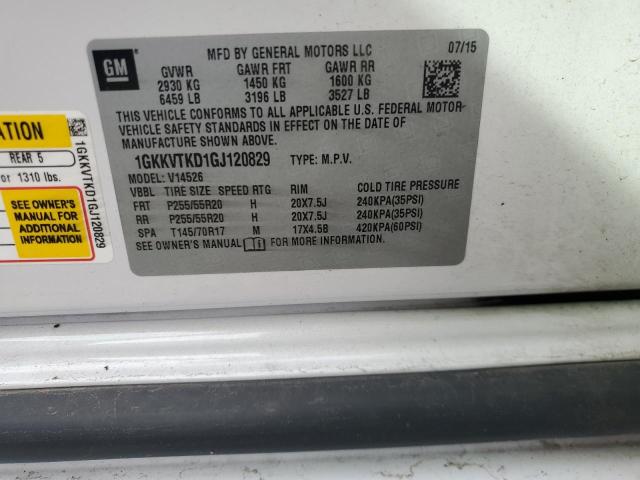 GM
MFD BY GENERAL MOTORS LLC 07/15
GVWR GAWR FRT GAWR RR
2930 KG 1450 KG 1600 KG
6459 LB 3196 LB 3527 LB
THIS VEHICLE CONFORMS TO ALL APPLICABLE U.S. FEDERAL MOTOR
VEHICLE SAFETY STANDARDS IN EFFECT ON THE DATE OF
MANUFACTURE SHOWN ABOVE.
1GKKVTKD1GJ120829 TYPE: M.P.V.
MODEL: V14526
VBBL TIRE SIZE SPEED RTG RIM COLD TIRE PRESSURE
FRT P255/55R20 H 20X7.5J 240KPA(35PSI)
RR P255/55R20 H 20X7.5J 240KPA(35PSI)
SPA T145/70R17 M 17X4.5B 420KPA(60PSI)
SEE OWNER'S MANUAL FOR MORE INFORMATION.
ATION
REAR 5
or 1310 lbs.
SEE OWNER'S
MANUAL FOR
ADDITIONAL
INFORMATION
1GKKVTKD1GJ120829